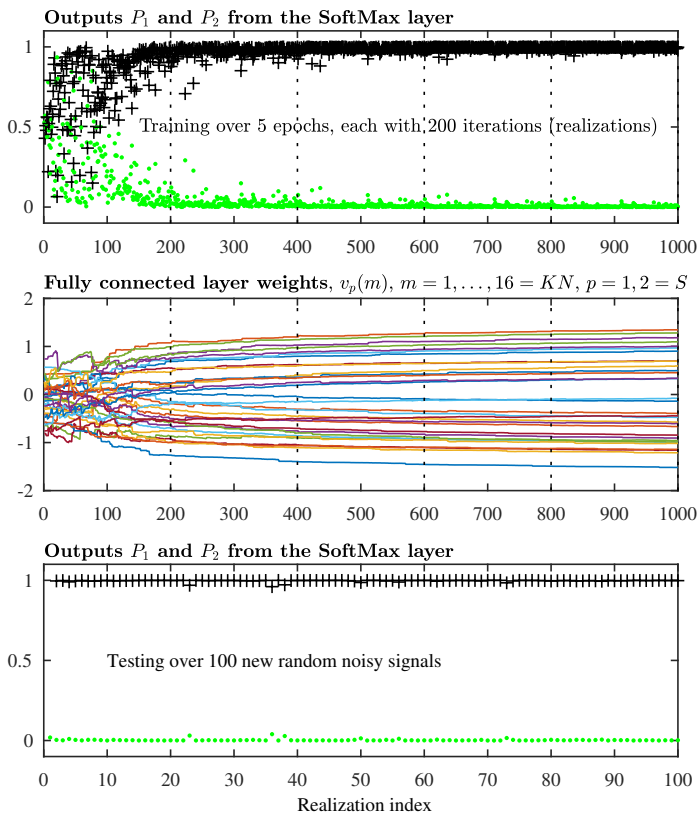 Outputs P₁ and P₂ from the SoftMax layer
1
0.5
0
Training over 5 epochs, each with 200 iterations (realizations)
0 100 200 300 400 500 600 700 800 900 1000
Fully connected layer weights, vₚ(m), m = 1, . . . , 16 = KN, p = 1, 2 = S
2
1
0
-1
-2
0 100 200 300 400 500 600 700 800 900 1000
Outputs P₁ and P₂ from the SoftMax layer
1
0.5
0
Testing over 100 new random noisy signals
0 10 20 30 40 50 60 70 80 90 100
Realization index